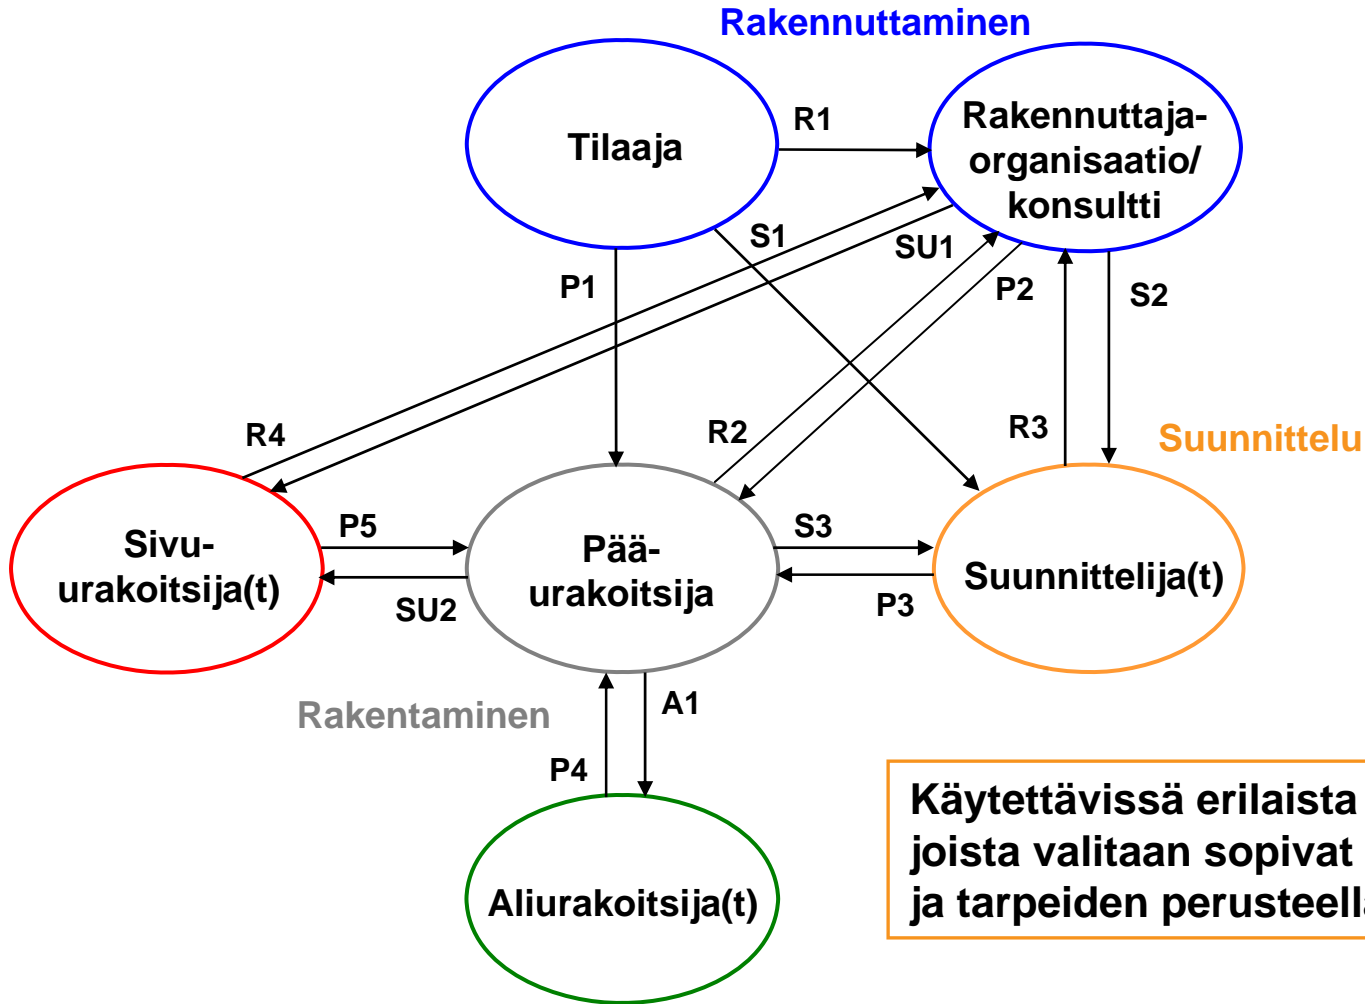 Rakennuttaminen
Tilaaja
R1
Rakennuttaja-
organisaatio/
konsultti
S1
SU1
P1
P2
S2
R4
R2
R3
Suunnittelu
Sivu-
urakoitsija(t)
P5
SU2
Pää-
urakoitsija
S3
P3
Suunnittelija(t)
Rakentaminen
A1
P4
Aliurakoitsija(t)
Käytettävissä erilaista
joista valitaan sopivat
ja tarpeiden perusteella